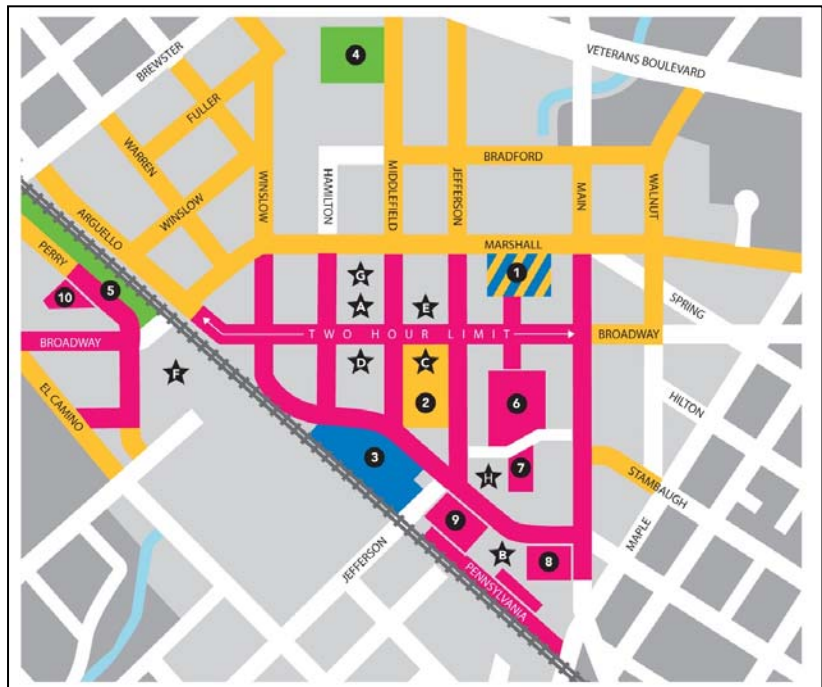 4
VETERANS BOULEVARD
BREWSTER
FULLER
WARREN
WINSLOW
ARGUELLO
WINSLOW
HAMILTON
MIDDLEFIELD
JEFFERSON
BRADFORD
MAIN
WALNUT
MARSHALL
PERRY
5
10
G
A
E
1
SPRING
BROADWAY
TWO HOUR LIMIT
BROADWAY
F
D
C
EL CAMINO
2
6
HILTON
3
H
7
STAMBAUGH
9
B
8
MAPLE
JEFFERSON
PENNSYLVANIA